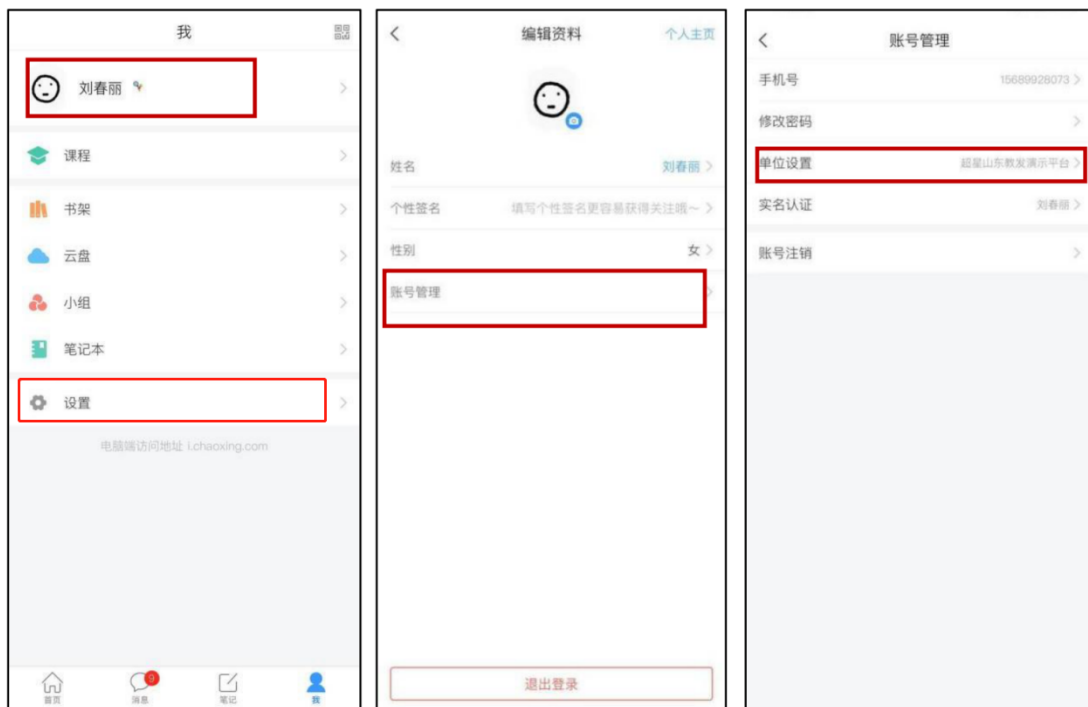 我
刘春丽
课程
书架
云盘
小组
笔记本
设置
电脑端访问地址 i.chaoxing.com
首页
9
消息
笔记
我
编辑资料
个人主页
姓名
刘春丽
个性签名
填写个性签名更容易获得关注哦～
性别
女
账号管理
退出登录
账号管理
手机号
15689928073
修改密码
单位设置
超星山东教发演示平台
实名认证
刘春丽
账号注销